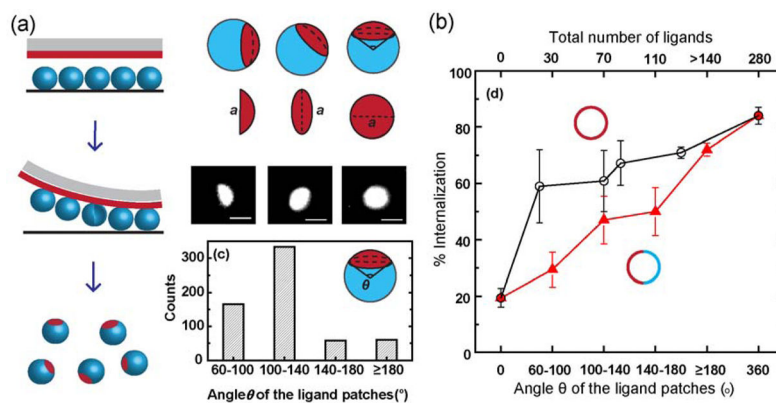 (a)
a
a
a
(c)
θ
Counts
300
200
100
0
60-100 100-140 140-180 ≥180
Angleθ of the ligand patches(°)
(b)
Total number of ligands
0 30 70 110 >140 280
(d)
% Internalization
100
80
60
40
20
0
0 60-100 100-140 140-180 ≥180 360
Angle θ of the ligand patches (o)